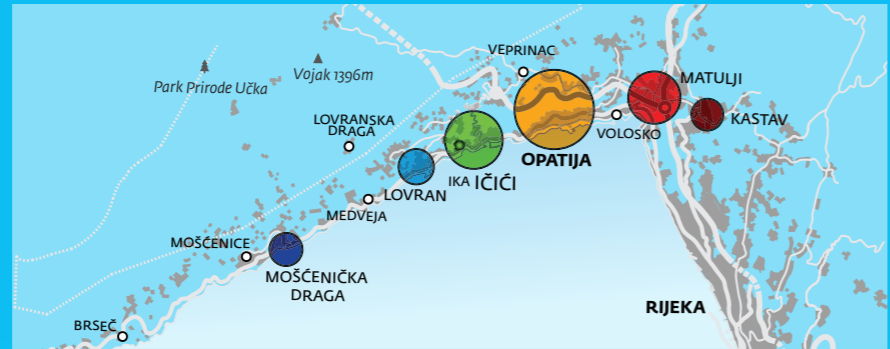 VEPRINAC
Vojak 1396m
Park Prirode Učka
MATULJI
LOVRANSKA
DRAGA
KASTAV
VOLOSKO
OPATIJA
IKA IČIĆI
LOVRAN
MEDVEJA
MOŠĆENICE
MOŠĆENIČKA
DRAGA
RIJEKA
BRSEČ